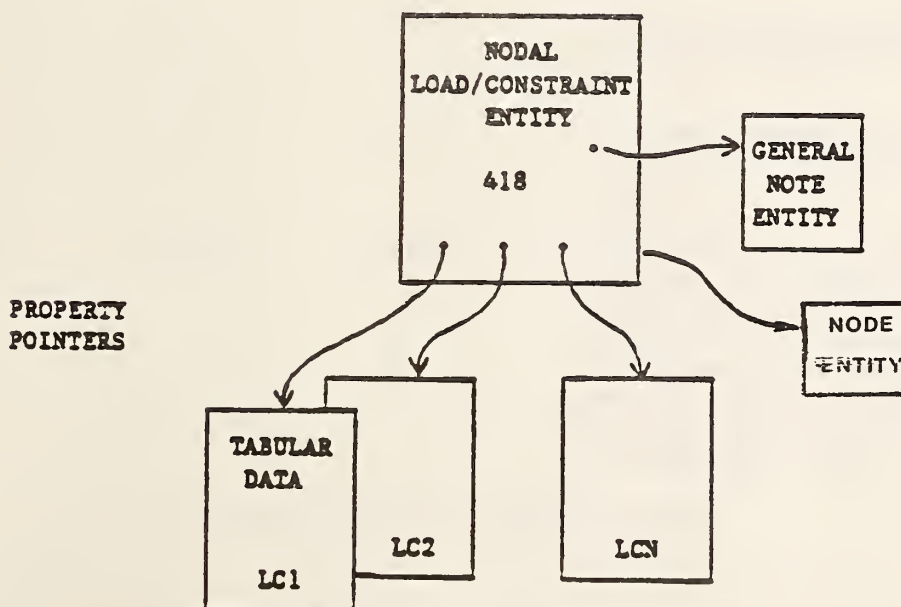 NODAL
LOAD/CONSTRAINT
ENTITY
418
GENERAL
NOTE
ENTITY
PROPERTY
POINTERS
NODE
ENTITY
TABULAR
DATA
LC1
LC2
LCN